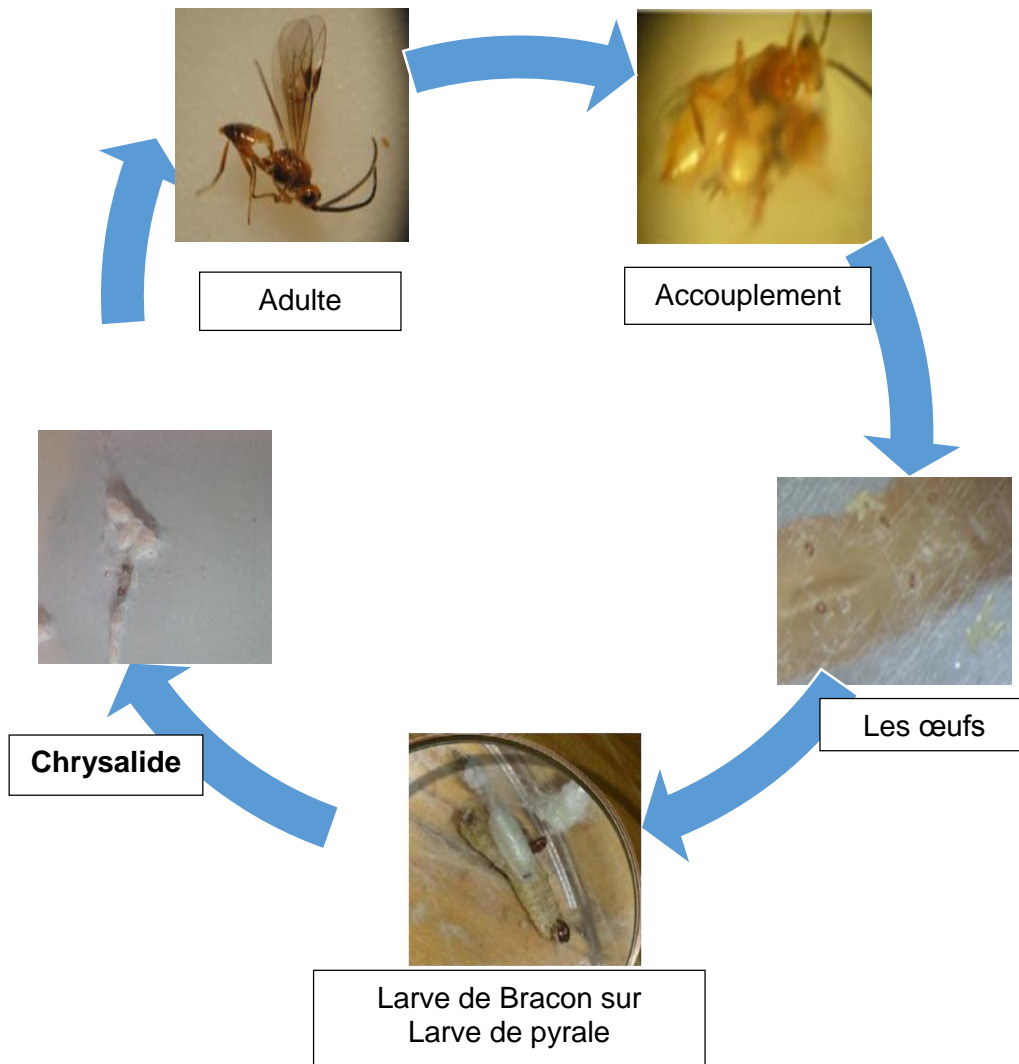 Adulte
Accouplement
Les œufs
Larve de Bracon sur
Larve de pyrale
Chrysalide